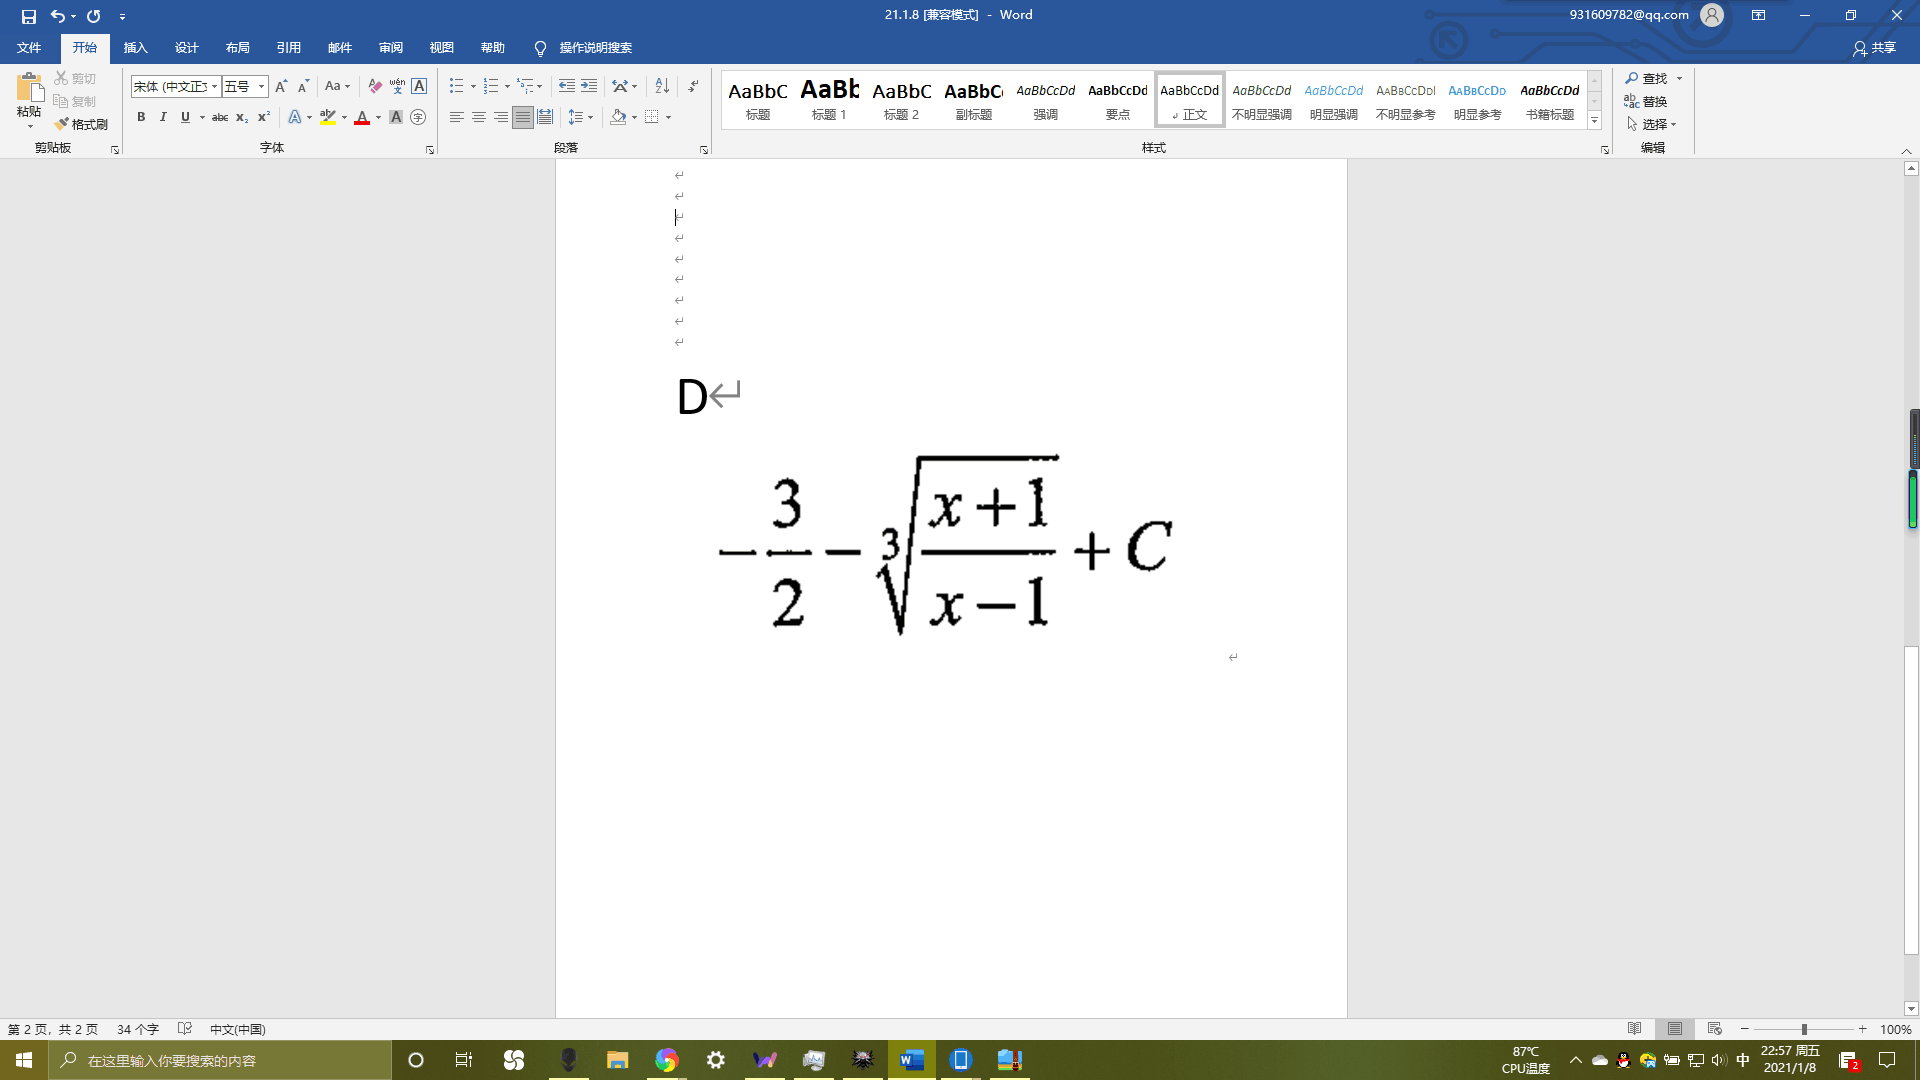 21.1.8 [兼容模式] - Word
931609782@qq.com
文件 开始 插入 设计 布局 引用 邮件 审阅 视图 帮助 操作说明搜索 共享
粘贴
剪切
复制
格式刷
剪贴板
宋体 (中文正文 五号
字体
段落
AaBbC AaBb AaBbC AaBbC AaBbCcDd AaBbCcDd AaBbCcDd AaBbCcDd AaBbCcDd AaBbCcDd AaBbCcDd AaBbCcDd
标题 标题 1 标题 2 副标题 强调 要点 正文 不明显强调 明显强调 不明显参考 明显参考 书籍标题
样式
查找
替换
选择
编辑
D
-3/2-∛((x+1)/(x-1))+C
第 2 页，共 2 页 34 个字 中文(中国) 100%
在这里输入你要搜索的内容
87℃
CPU温度
中
22:57 周五
2021/1/8
2